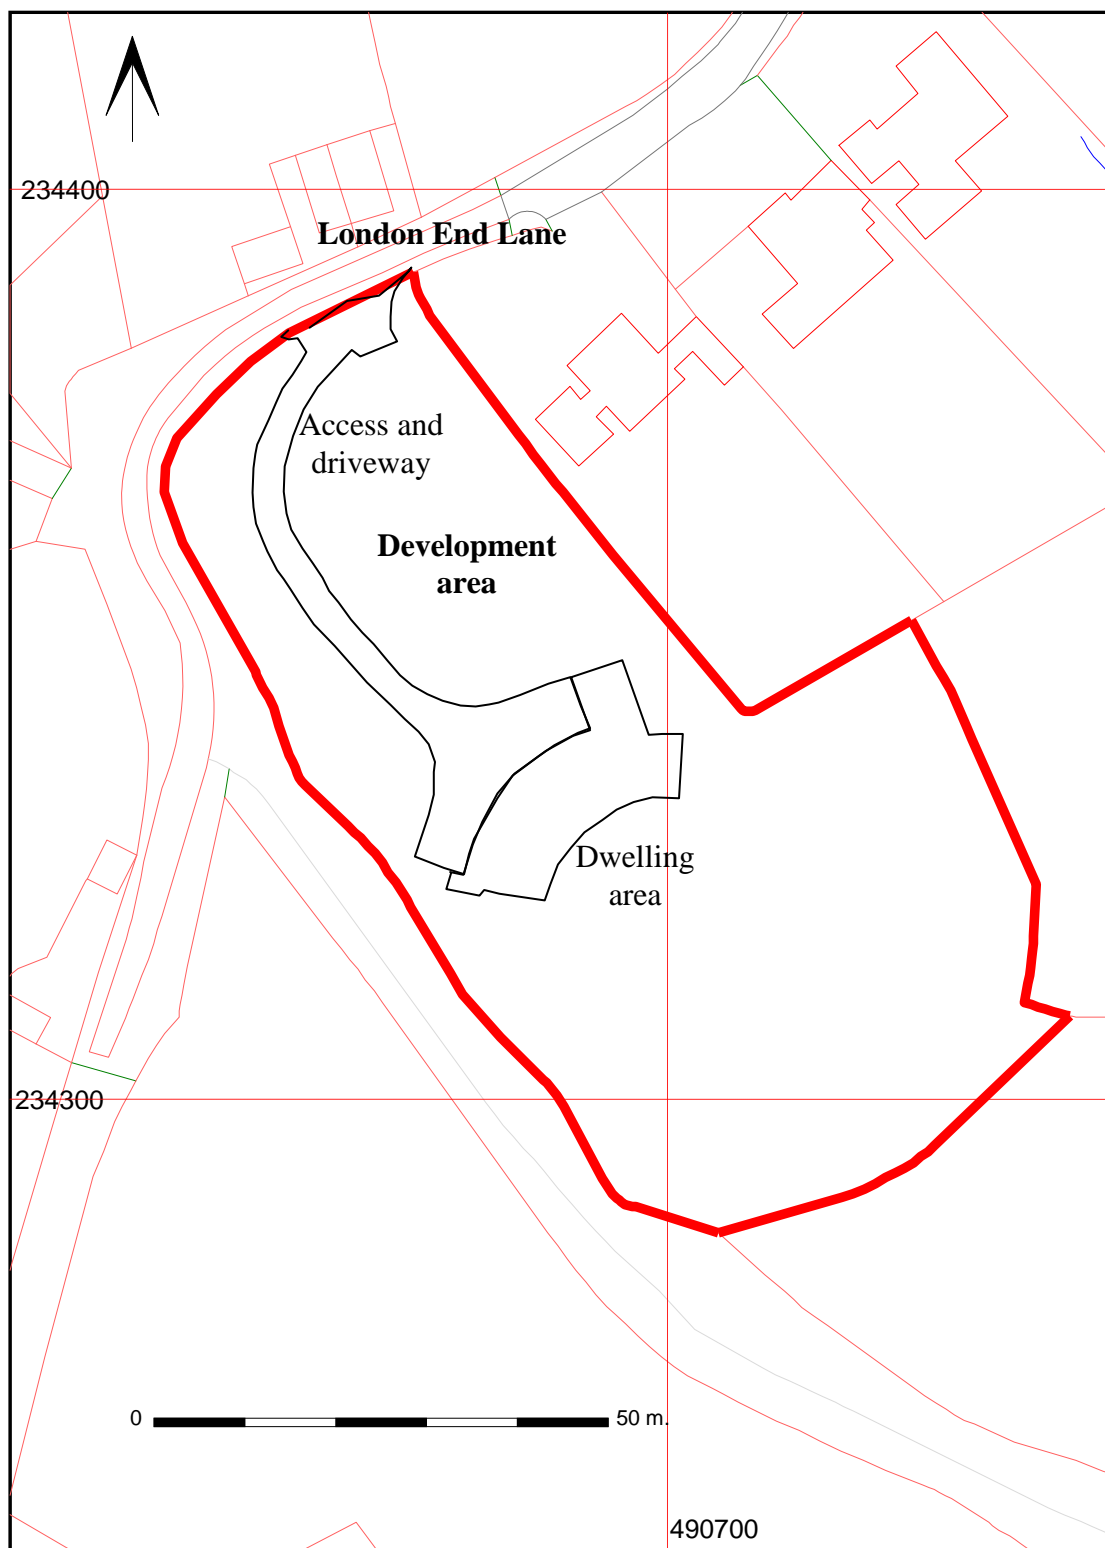 234400
London End Lane
Access and
driveway
Development
area
Dwelling
area
234300
0
50 m.
490700